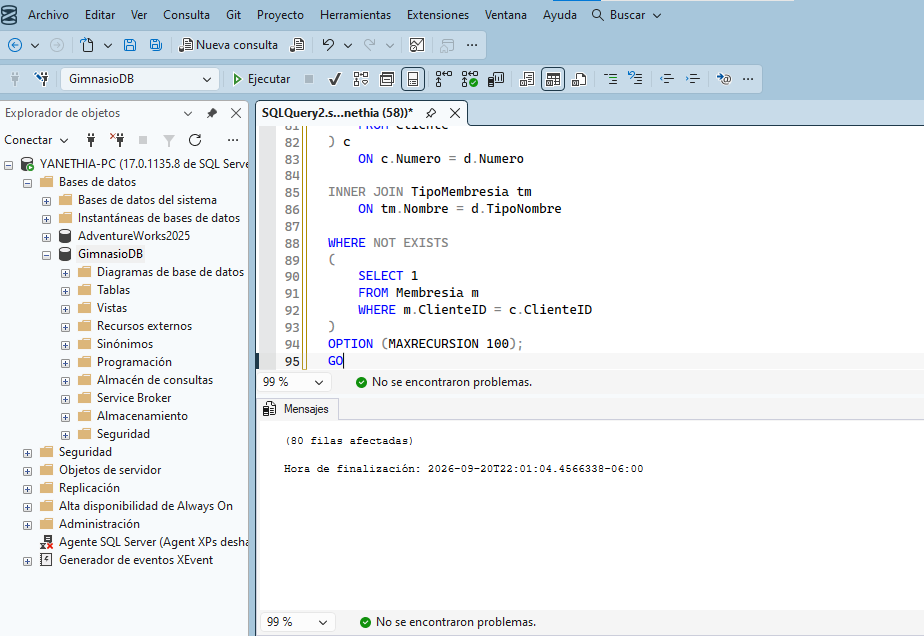 Archivo Editar Ver Consulta Git Proyecto Herramientas Extensiones Ventana Ayuda Buscar
Nueva consulta
GimnasioDB Ejecutar
Explorador de objetos
Conectar
YANETHIA-PC (17.0.1135.8 de SQL Serve
Bases de datos
Bases de datos del sistema
Instantáneas de bases de datos
AdventureWorks2025
GimnasioDB
Diagramas de base de datos
Tablas
Vistas
Recursos externos
Sinónimos
Programación
Almacén de consultas
Service Broker
Almacenamiento
Seguridad
Seguridad
Objetos de servidor
Replicación
Alta disponibilidad de Always On
Administración
Agente SQL Server (Agent XPs desha
Generador de eventos XEvent
SQLQuery2.s...nethia (58))*
81 FROM Cliente
82 ) c
83 ON c.Numero = d.Numero
84
85 INNER JOIN TipoMembresia tm
86 ON tm.Nombre = d.TipoNombre
87
88 WHERE NOT EXISTS
89 (
90 SELECT 1
91 FROM Membresia m
92 WHERE m.ClienteID = c.ClienteID
93 )
94 OPTION (MAXRECURSION 100);
95 GO
99 % No se encontraron problemas.
Mensajes
(80 filas afectadas)
Hora de finalización: 2026-09-20T22:01:04.4566338-06:00
99 % No se encontraron problemas.